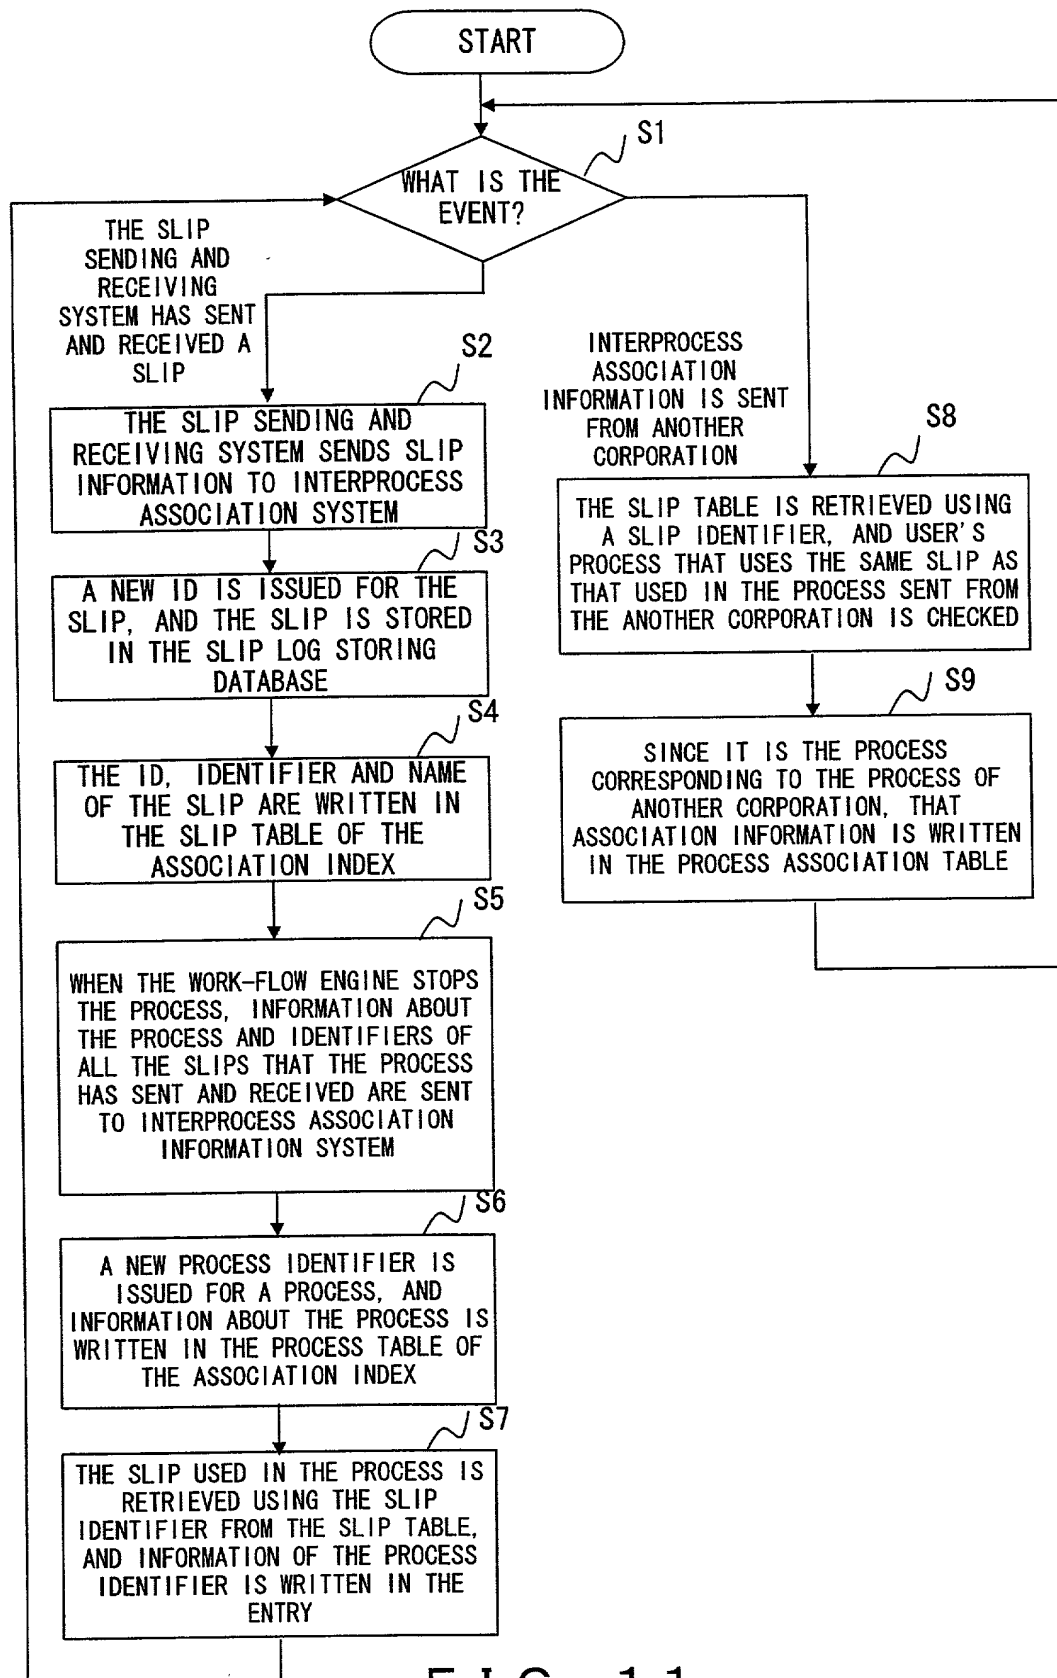 START
S1
WHAT IS THE
EVENT?
THE SLIP
SENDING AND
RECEIVING
SYSTEM HAS SENT
AND RECEIVED A
SLIP
S2
THE SLIP SENDING AND
RECEIVING SYSTEM SENDS SLIP
INFORMATION TO INTERPROCESS
ASSOCIATION SYSTEM
S3
A NEW ID IS ISSUED FOR THE
SLIP, AND THE SLIP IS STORED
IN THE SLIP LOG STORING
DATABASE
S4
THE ID, IDENTIFIER AND NAME
OF THE SLIP ARE WRITTEN IN
THE SLIP TABLE OF THE
ASSOCIATION INDEX
S5
WHEN THE WORK-FLOW ENGINE STOPS
THE PROCESS, INFORMATION ABOUT
THE PROCESS AND IDENTIFIERS OF
ALL THE SLIPS THAT THE PROCESS
HAS SENT AND RECEIVED ARE SENT
TO INTERPROCESS ASSOCIATION
INFORMATION SYSTEM
S6
A NEW PROCESS IDENTIFIER IS
ISSUED FOR A PROCESS, AND
INFORMATION ABOUT THE PROCESS IS
WRITTEN IN THE PROCESS TABLE OF
THE ASSOCIATION INDEX
S7
THE SLIP USED IN THE PROCESS IS
RETRIEVED USING THE SLIP
IDENTIFIER FROM THE SLIP TABLE,
AND INFORMATION OF THE PROCESS
IDENTIFIER IS WRITTEN IN THE
ENTRY
INTERPROCESS
ASSOCIATION
INFORMATION IS SENT
FROM ANOTHER
CORPORATION
S8
THE SLIP TABLE IS RETRIEVED USING
A SLIP IDENTIFIER, AND USER'S
PROCESS THAT USES THE SAME SLIP AS
THAT USED IN THE PROCESS SENT FROM
THE ANOTHER CORPORATION IS CHECKED
S9
SINCE IT IS THE PROCESS
CORRESPONDING TO THE PROCESS OF
ANOTHER CORPORATION, THAT
ASSOCIATION INFORMATION IS WRITTEN
IN THE PROCESS ASSOCIATION TABLE
FIG. 11